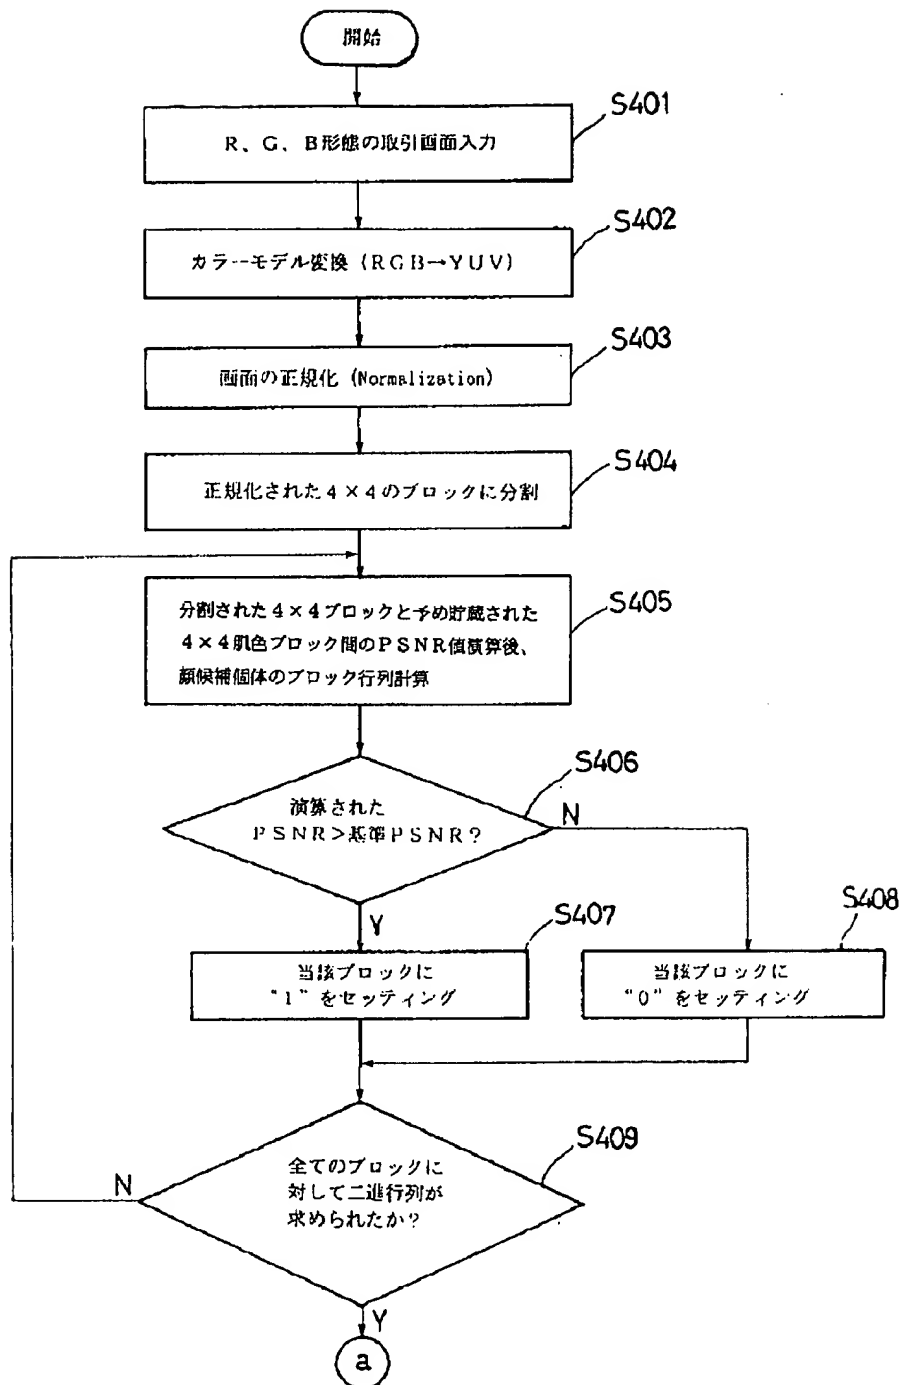 開始
S401
R、G、B形態の取引画面入力
S402
カラーモデル変換 (RGB→YUV)
S403
画面の正規化 (Normalization)
S404
正規化された4×4のブロックに分割
S405
分割された4×4ブロックと予め貯蔵された
4×4肌色ブロック間のPSNR値演算後、
顔候補個体のブロック行列計算
S406
演算された
PSNR>基準PSNR?
N
Y
S407
当該ブロックに
“1”をセッティング
S408
当該ブロックに
“0”をセッティング
S409
全てのブロックに
対して二進行列が
求められたか?
N
Y
a